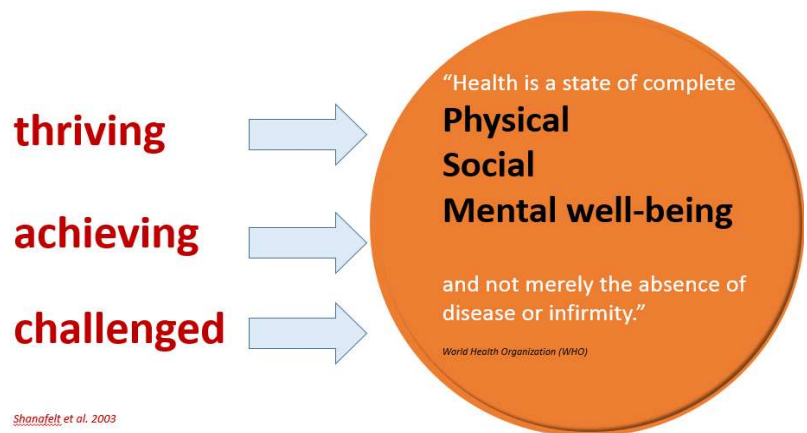 thriving
achieving
challenged
Shanafelt et al. 2003
“Health is a state of complete
Physical
Social
Mental well-being
and not merely the absence of
disease or infirmity.”
World Health Organization (WHO)